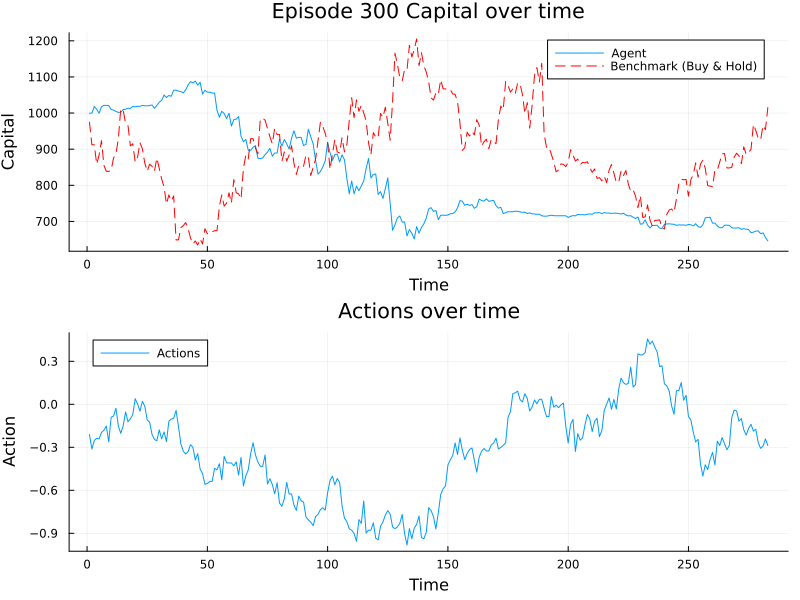 Episode 300 Capital over time
1200
1100
1000
900
800
700
Capital
Agent
Benchmark (Buy & Hold)
0 50 100 150 200 250
Time
Actions over time
0.3
0.0
−0.3
−0.6
−0.9
Action
Actions
0 50 100 150 200 250
Time